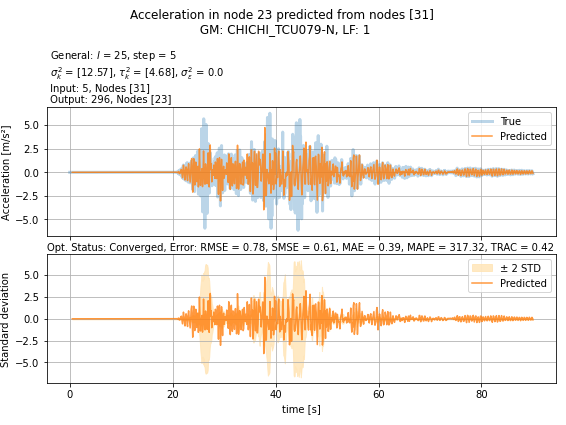 Acceleration in node 23 predicted from nodes [31]
GM: CHICHI_TCU079-N, LF: 1
General: l = 25, step = 5
σ²ₖ = [12.57], τ²ₖ = [4.68], σ²ε = 0.0
Input: 5, Nodes [31]
Output: 296, Nodes [23]
Acceleration [m/s²]
5.0
2.5
0.0
−2.5
−5.0
True
Predicted
Opt. Status: Converged, Error: RMSE = 0.78, SMSE = 0.61, MAE = 0.39, MAPE = 317.32, TRAC = 0.42
Standard deviation
5.0
2.5
0.0
−2.5
−5.0
± 2 STD
Predicted
0 20 40 60 80
time [s]